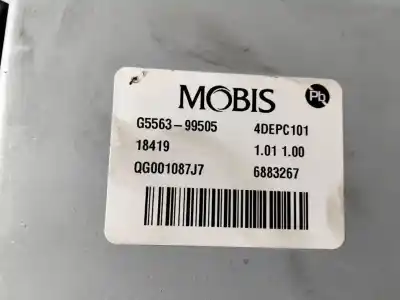 MOBIS
Pb
G5563-99505 4DEPC101
18419 1.01 1.00
QG001087J7 6883267